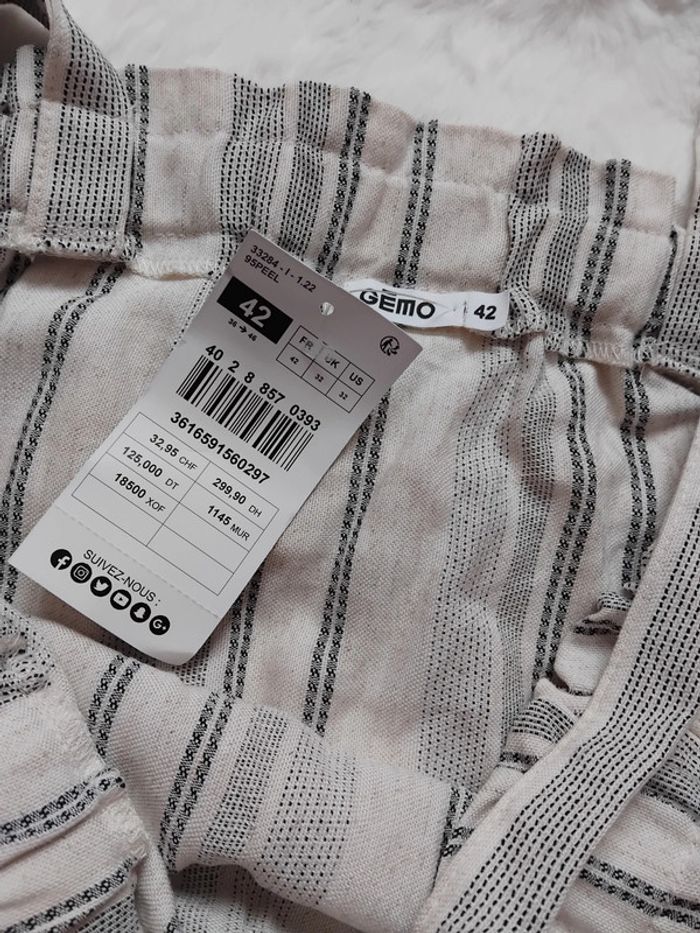 GEMO
42
33284 - I - 1.22
95PEEL
42
36 → 46
FR UK US
42 32 32
40 2 8 857 0393
3616591560297
32,95 CHF 299,90 DH
125,000 DT 1145 MUR
18500 XOF
SUIVEZ-NOUS :